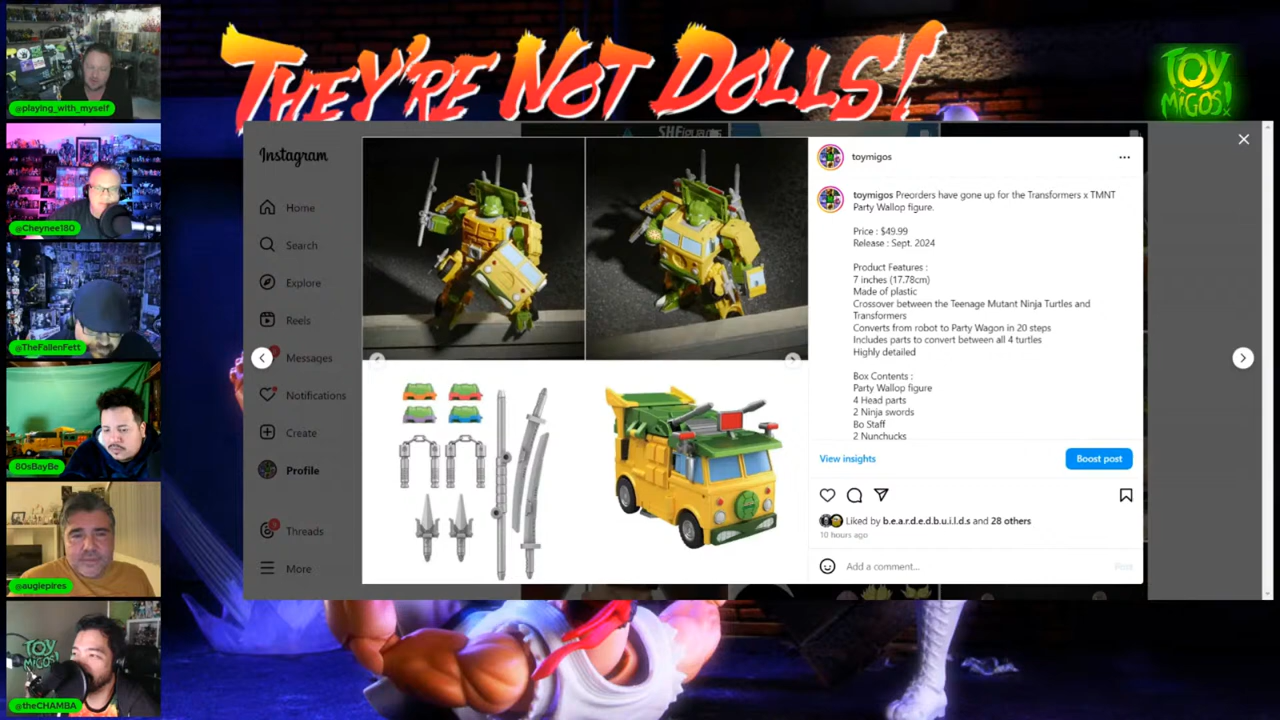 THEY'RE NOT DOLLS!
TOY
MIGOS!
@playing_with_myself
@Cheynee180
@TheFallenFett
80sBayBe
@augiepires
TOY
MIGOS!
@theCHAMBA
SHFiguarts
Instagram
Home
Search
Explore
Reels
Messages
Notifications
Create
Profile
Threads
More
toymigos
toymigos Preorders have gone up for the Transformers x TMNT
Party Wallop figure.
Price : $49.99
Release : Sept. 2024
Product Features :
7 inches (17.78cm)
Made of plastic
Crossover between the Teenage Mutant Ninja Turtles and
Transformers
Converts from robot to Party Wagon in 20 steps
Includes parts to convert between all 4 turtles
Highly detailed
Box Contents :
Party Wallop figure
4 Head parts
2 Ninja swords
Bo Staff
2 Nunchucks
View insights
Boost post
Liked by b.e.a.r.d.e.d.b.u.i.l.d.s and 28 others
10 hours ago
Add a comment...
Post